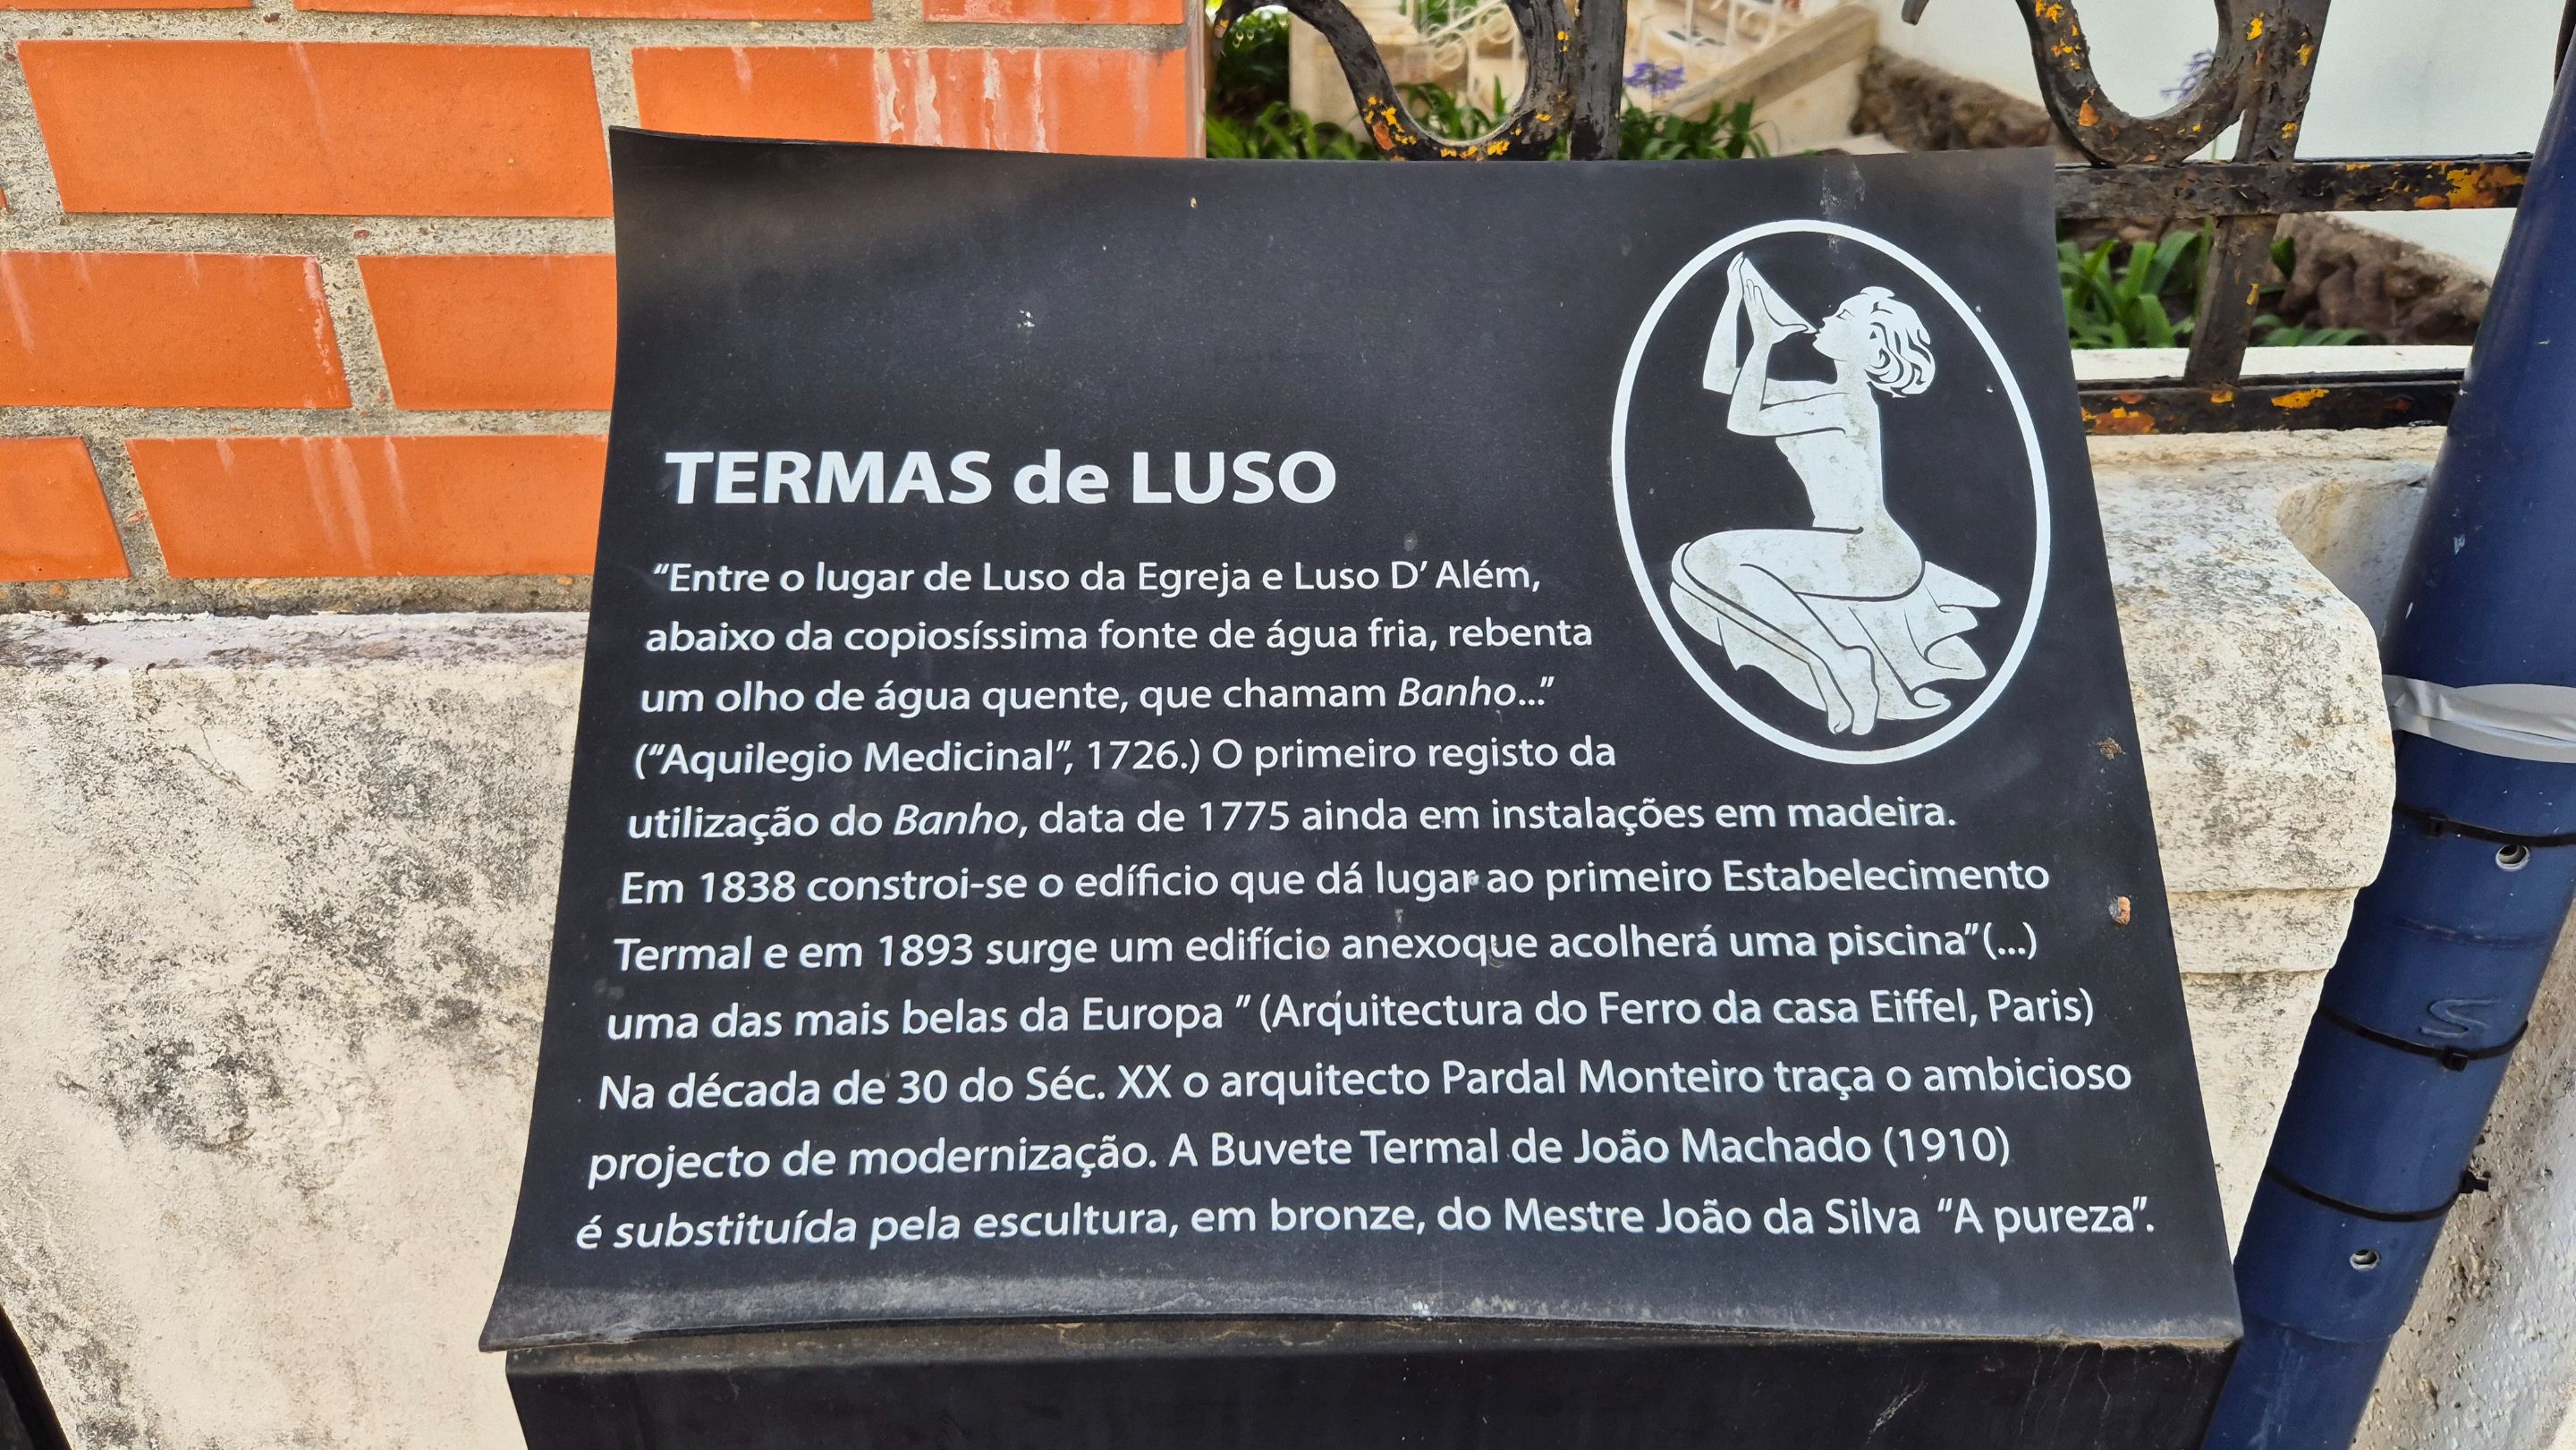 TERMAS de LUSO
"Entre o lugar de Luso da Egreja e Luso D' Além,
abaixo da copiosíssima fonte de água fria, rebenta
um olho de água quente, que chamam Banho..."
("Aquilegio Medicinal", 1726.) O primeiro registo da
utilização do Banho, data de 1775 ainda em instalações em madeira.
Em 1838 constroi-se o edíficio que dá lugar ao primeiro Estabelecimento
Termal e em 1893 surge um edifício anexoque acolherá uma piscina"(...)
uma das mais belas da Europa " (Arquitectura do Ferro da casa Eiffel, Paris)
Na década de 30 do Séc. XX o arquitecto Pardal Monteiro traça o ambicioso
projecto de modernização. A Buvete Termal de João Machado (1910)
é substituída pela escultura, em bronze, do Mestre João da Silva "A pureza".